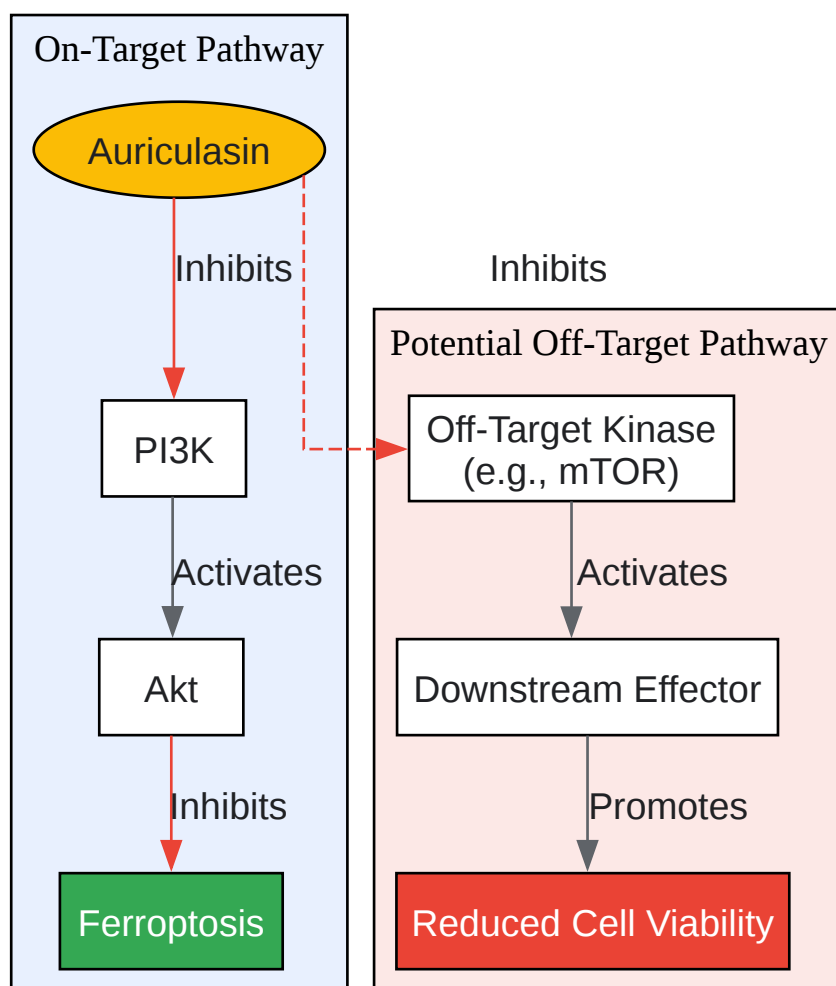 On-Target Pathway
Auriculasin
Inhibits
Inhibits
Potential Off-Target Pathway
PI3K
Off-Target Kinase
(e.g., mTOR)
Activates
Activates
Akt
Downstream Effector
Inhibits
Promotes
Ferroptosis
Reduced Cell Viability